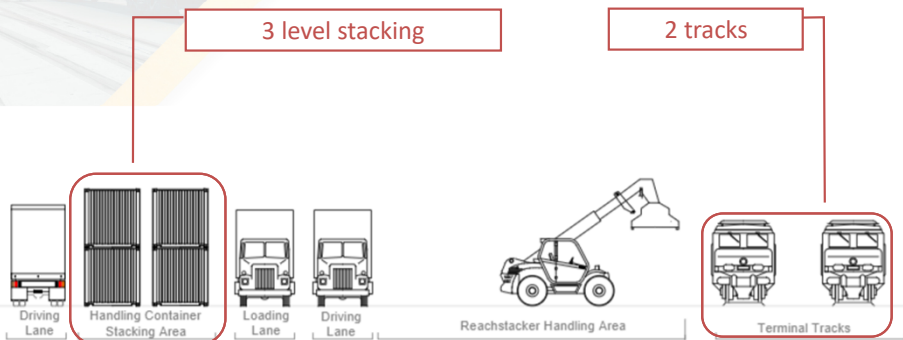 3 level stacking
2 tracks
Driving
Lane
Handling Container
Stacking Area
Loading
Lane
Driving
Lane
Reachstacker Handling Area
Terminal Tracks